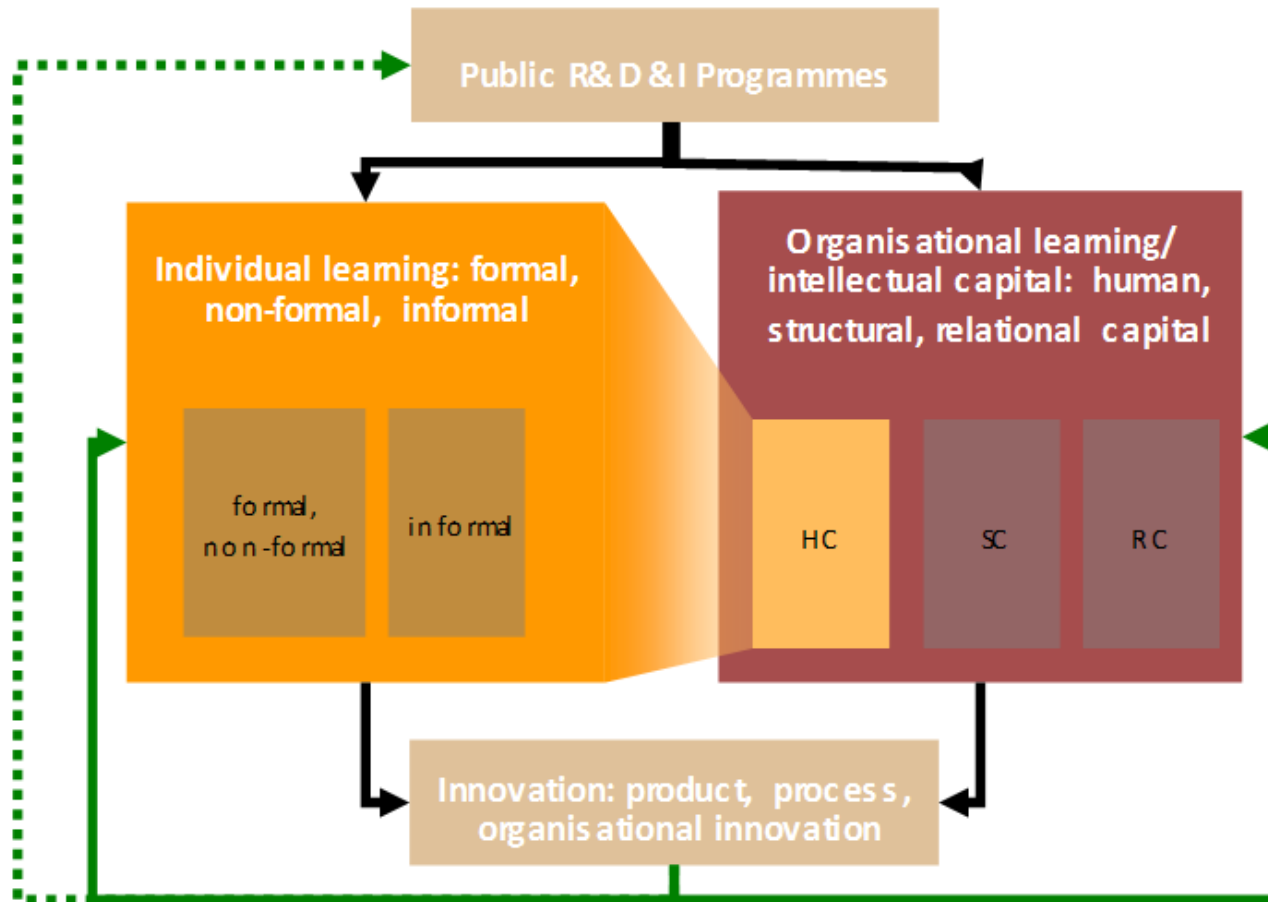 Public R&D&I Programmes
Individual learning: formal,
non-formal, informal
Organisational learning/
intellectual capital: human,
structural, relational capital
formal,
non-formal
informal
HC
SC
RC
Innovation: product, process,
organisational innovation